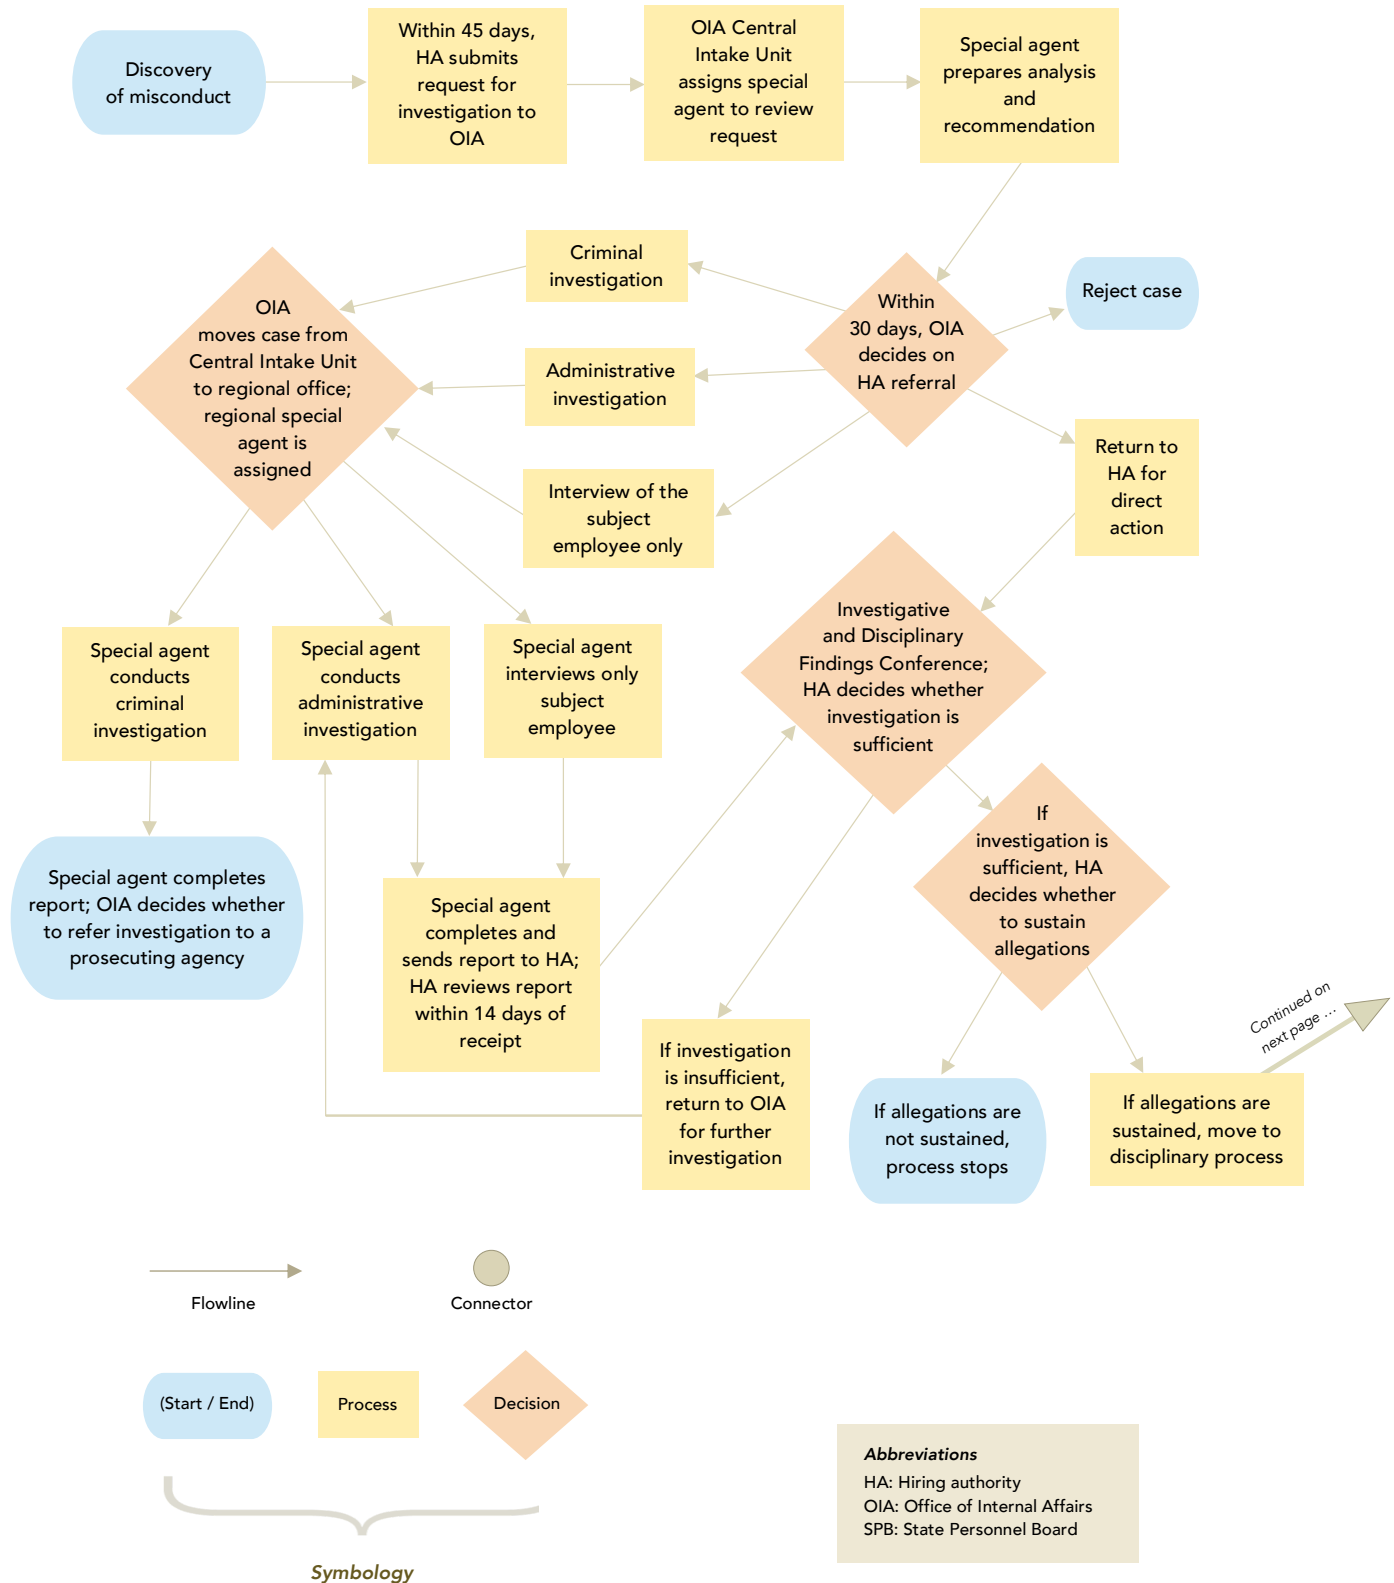 Discovery
of misconduct
Within 45 days,
HA submits
request for
investigation to
OIA
OIA Central
Intake Unit
assigns special
agent to review
request
Special agent
prepares analysis
and
recommendation
Criminal
investigation
Within
30 days, OIA
decides on
HA referral
Reject case
OIA
moves case from
Central Intake Unit
to regional office;
regional special
agent is
assigned
Administrative
investigation
Interview of the
subject
employee only
Return to
HA for
direct
action
Special agent
conducts
criminal
investigation
Special agent
conducts
administrative
investigation
Special agent
interviews only
subject
employee
Investigative
and Disciplinary
Findings Conference;
HA decides whether
investigation is
sufficient
Special agent completes
report; OIA decides whether
to refer investigation to a
prosecuting agency
Special agent
completes and
sends report to HA;
HA reviews report
within 14 days of
receipt
If
investigation is
sufficient, HA
decides whether
to sustain
allegations
If investigation
is insufficient,
return to OIA
for further
investigation
If allegations are
not sustained,
process stops
If allegations are
sustained, move to
disciplinary process
Continued on
next page ...
Flowline
Connector
(Start / End)
Process
Decision
Symbology
Abbreviations
HA: Hiring authority
OIA: Office of Internal Affairs
SPB: State Personnel Board